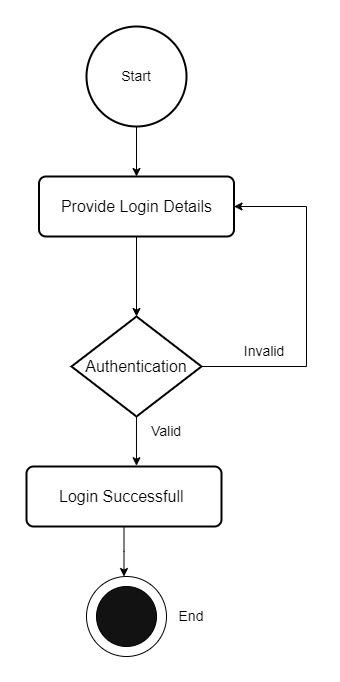 Start
Provide Login Details
Authentication
Invalid
Valid
Login Successfull
End